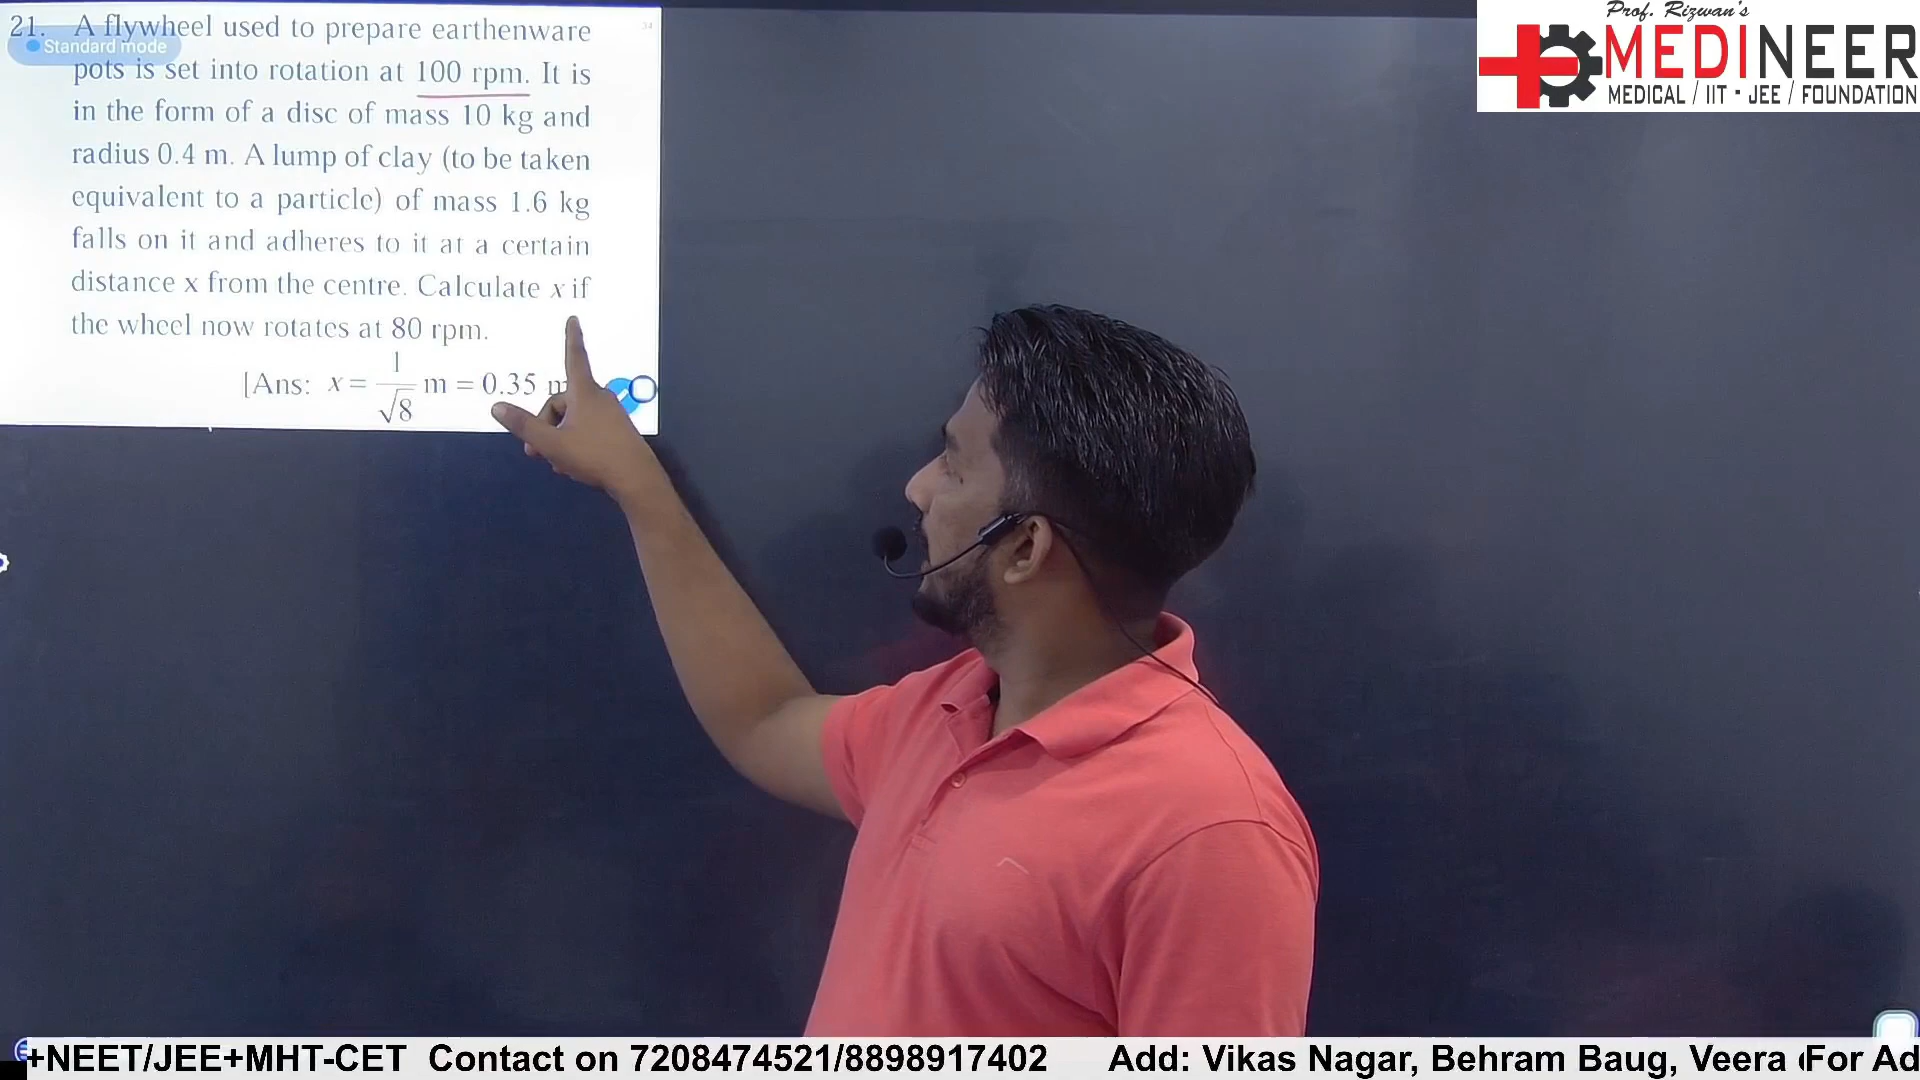 21. A flywheel used to prepare earthenware
Standard mode
pots is set into rotation at 100 rpm. It is
in the form of a disc of mass 10 kg and
radius 0.4 m. A lump of clay (to be taken
equivalent to a particle) of mass 1.6 kg
falls on it and adheres to it at a certain
distance x from the centre. Calculate x if
the wheel now rotates at 80 rpm.
[Ans: x = 1/√8 m = 0.35 m
34
Prof. Rizwan's
MEDINEER
MEDICAL / IIT - JEE / FOUNDATION
+NEET/JEE+MHT-CET Contact on 7208474521/8898917402 Add: Vikas Nagar, Behram Baug, Veera For Ad